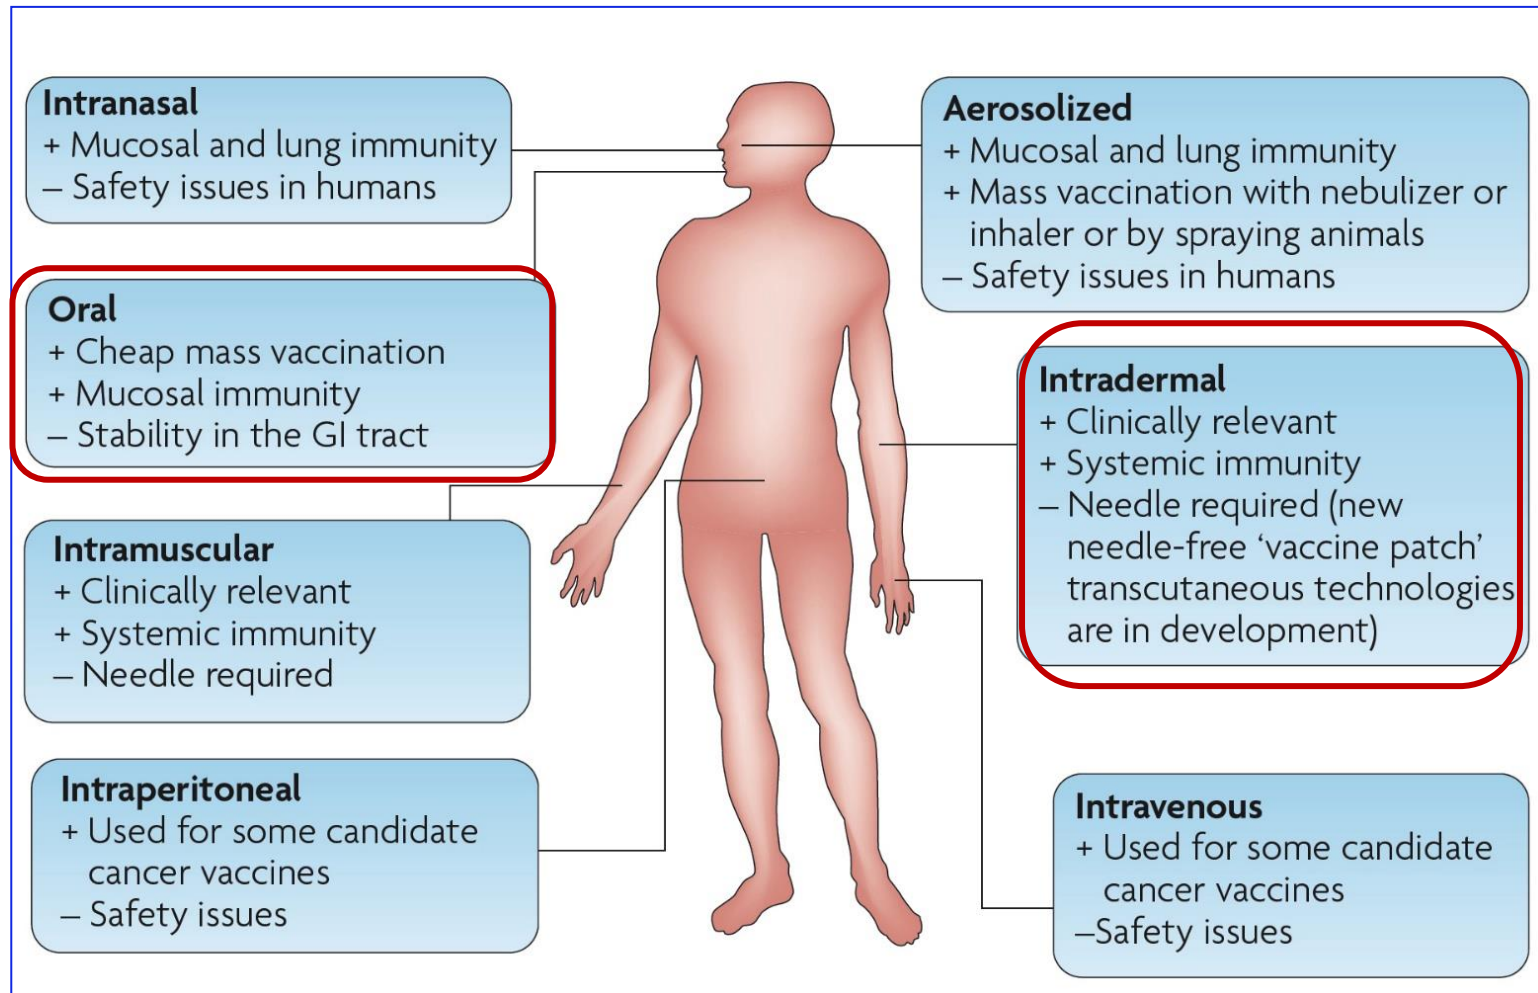 Intranasal
+ Mucosal and lung immunity
– Safety issues in humans
Oral
+ Cheap mass vaccination
+ Mucosal immunity
– Stability in the GI tract
Intramuscular
+ Clinically relevant
+ Systemic immunity
– Needle required
Intraperitoneal
+ Used for some candidate
cancer vaccines
– Safety issues
Aerosolized
+ Mucosal and lung immunity
+ Mass vaccination with nebulizer or
inhaler or by spraying animals
– Safety issues in humans
Intradermal
+ Clinically relevant
+ Systemic immunity
– Needle required (new
needle-free ‘vaccine patch’
transcutaneous technologies
are in development)
Intravenous
+ Used for some candidate
cancer vaccines
–Safety issues